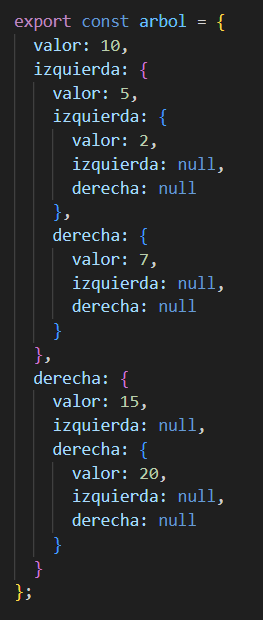 export const arbol = {
  valor: 10,
  izquierda: {
    valor: 5,
    izquierda: {
      valor: 2,
      izquierda: null,
      derecha: null
    },
    derecha: {
      valor: 7,
      izquierda: null,
      derecha: null
    }
  },
  derecha: {
    valor: 15,
    izquierda: null,
    derecha: {
      valor: 20,
      izquierda: null,
      derecha: null
    }
  }
};